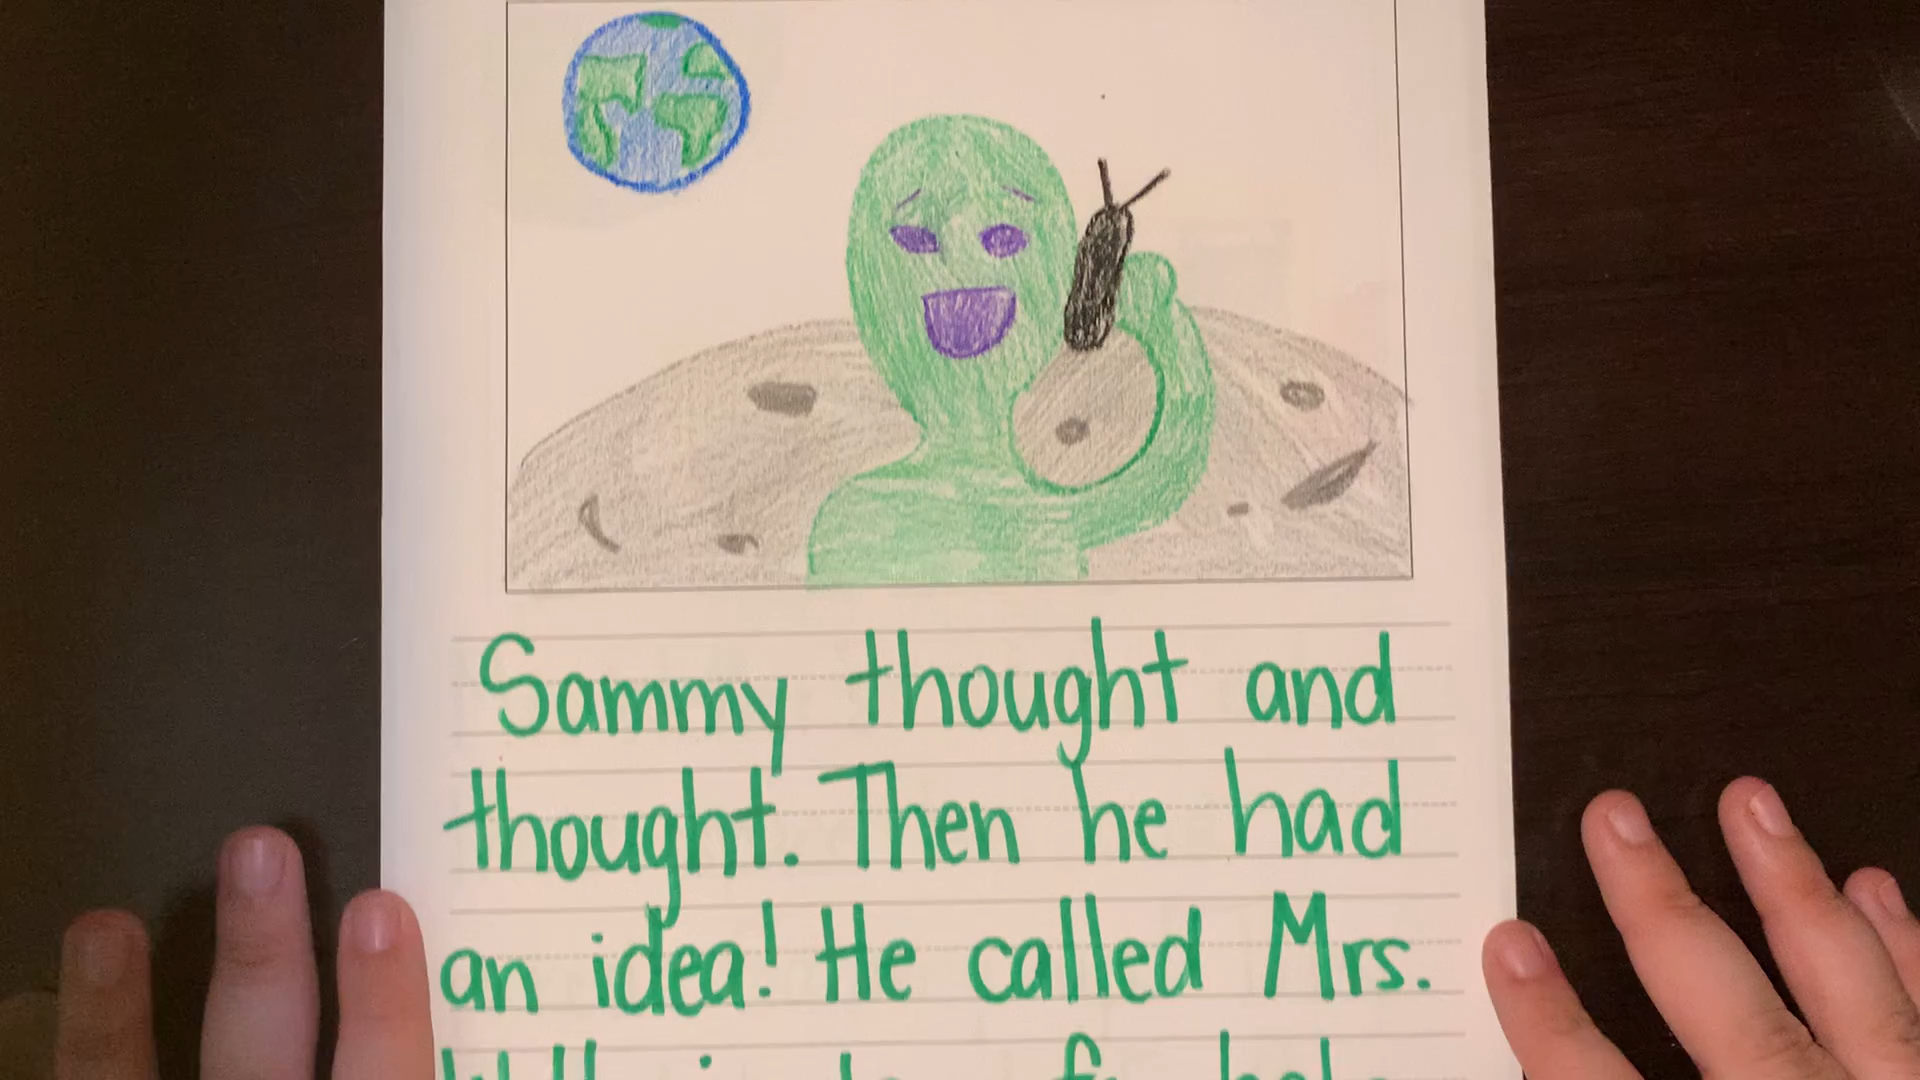 Sammy thought and
thought. Then he had
an idea! He called Mrs.